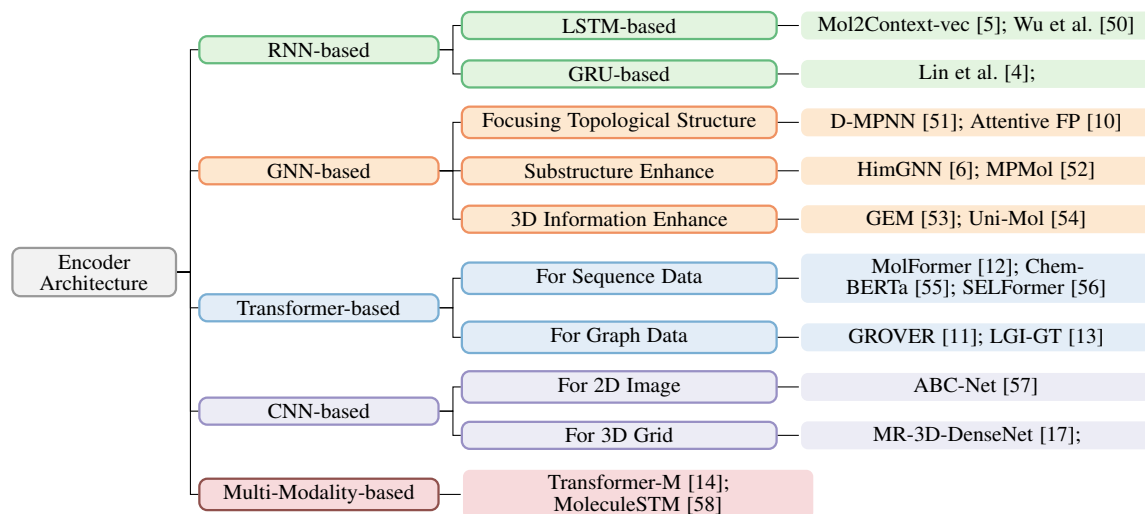 LSTM-based
Mol2Context-vec [5]; Wu et al. [50]
RNN-based
GRU-based
Lin et al. [4];
Focusing Topological Structure
D-MPNN [51]; Attentive FP [10]
GNN-based
Substructure Enhance
HimGNN [6]; MPMol [52]
3D Information Enhance
GEM [53]; Uni-Mol [54]
Encoder
Architecture
For Sequence Data
MolFormer [12]; Chem-
BERTa [55]; SELFormer [56]
Transformer-based
For Graph Data
GROVER [11]; LGI-GT [13]
For 2D Image
ABC-Net [57]
CNN-based
For 3D Grid
MR-3D-DenseNet [17];
Multi-Modality-based
Transformer-M [14];
MoleculeSTM [58]